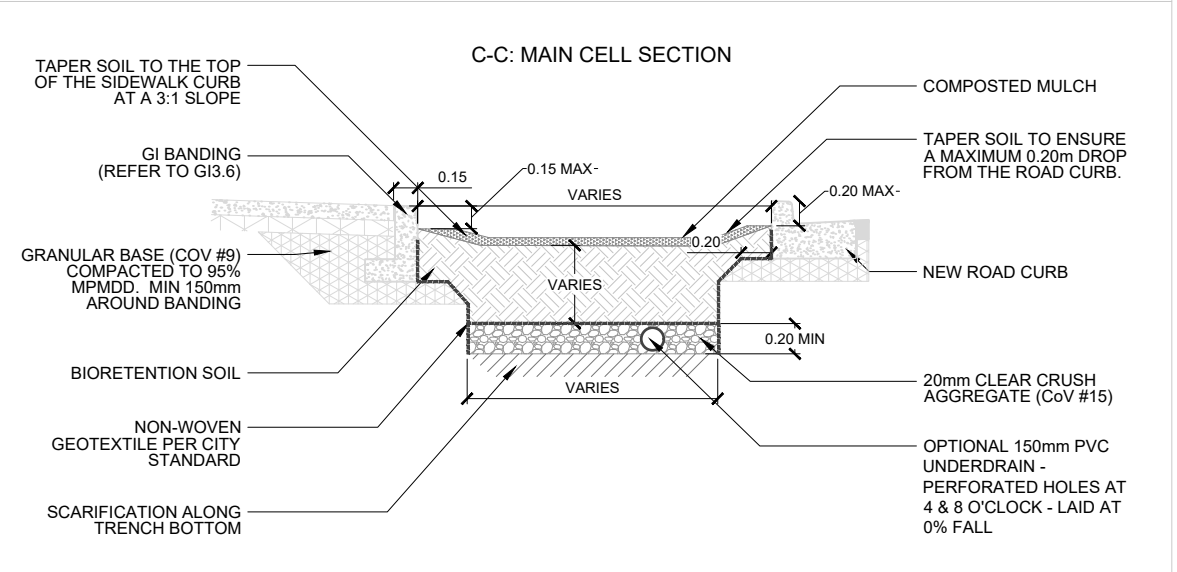 C-C: MAIN CELL SECTION
TAPER SOIL TO THE TOP
OF THE SIDEWALK CURB
AT A 3:1 SLOPE
GI BANDING
(REFER TO GI3.6)
GRANULAR BASE (COV #9)
COMPACTED TO 95%
MPMDD. MIN 150mm
AROUND BANDING
BIORETENTION SOIL
NON-WOVEN
GEOTEXTILE PER CITY
STANDARD
SCARIFICATION ALONG
TRENCH BOTTOM
0.15
0.15 MAX
VARIES
0.20 MAX
0.20
VARIES
0.20 MIN
VARIES
COMPOSTED MULCH
TAPER SOIL TO ENSURE
A MAXIMUM 0.20m DROP
FROM THE ROAD CURB.
NEW ROAD CURB
20mm CLEAR CRUSH
AGGREGATE (CoV #15)
OPTIONAL 150mm PVC
UNDERDRAIN -
PERFORATED HOLES AT
4 & 8 O'CLOCK - LAID AT
0% FALL